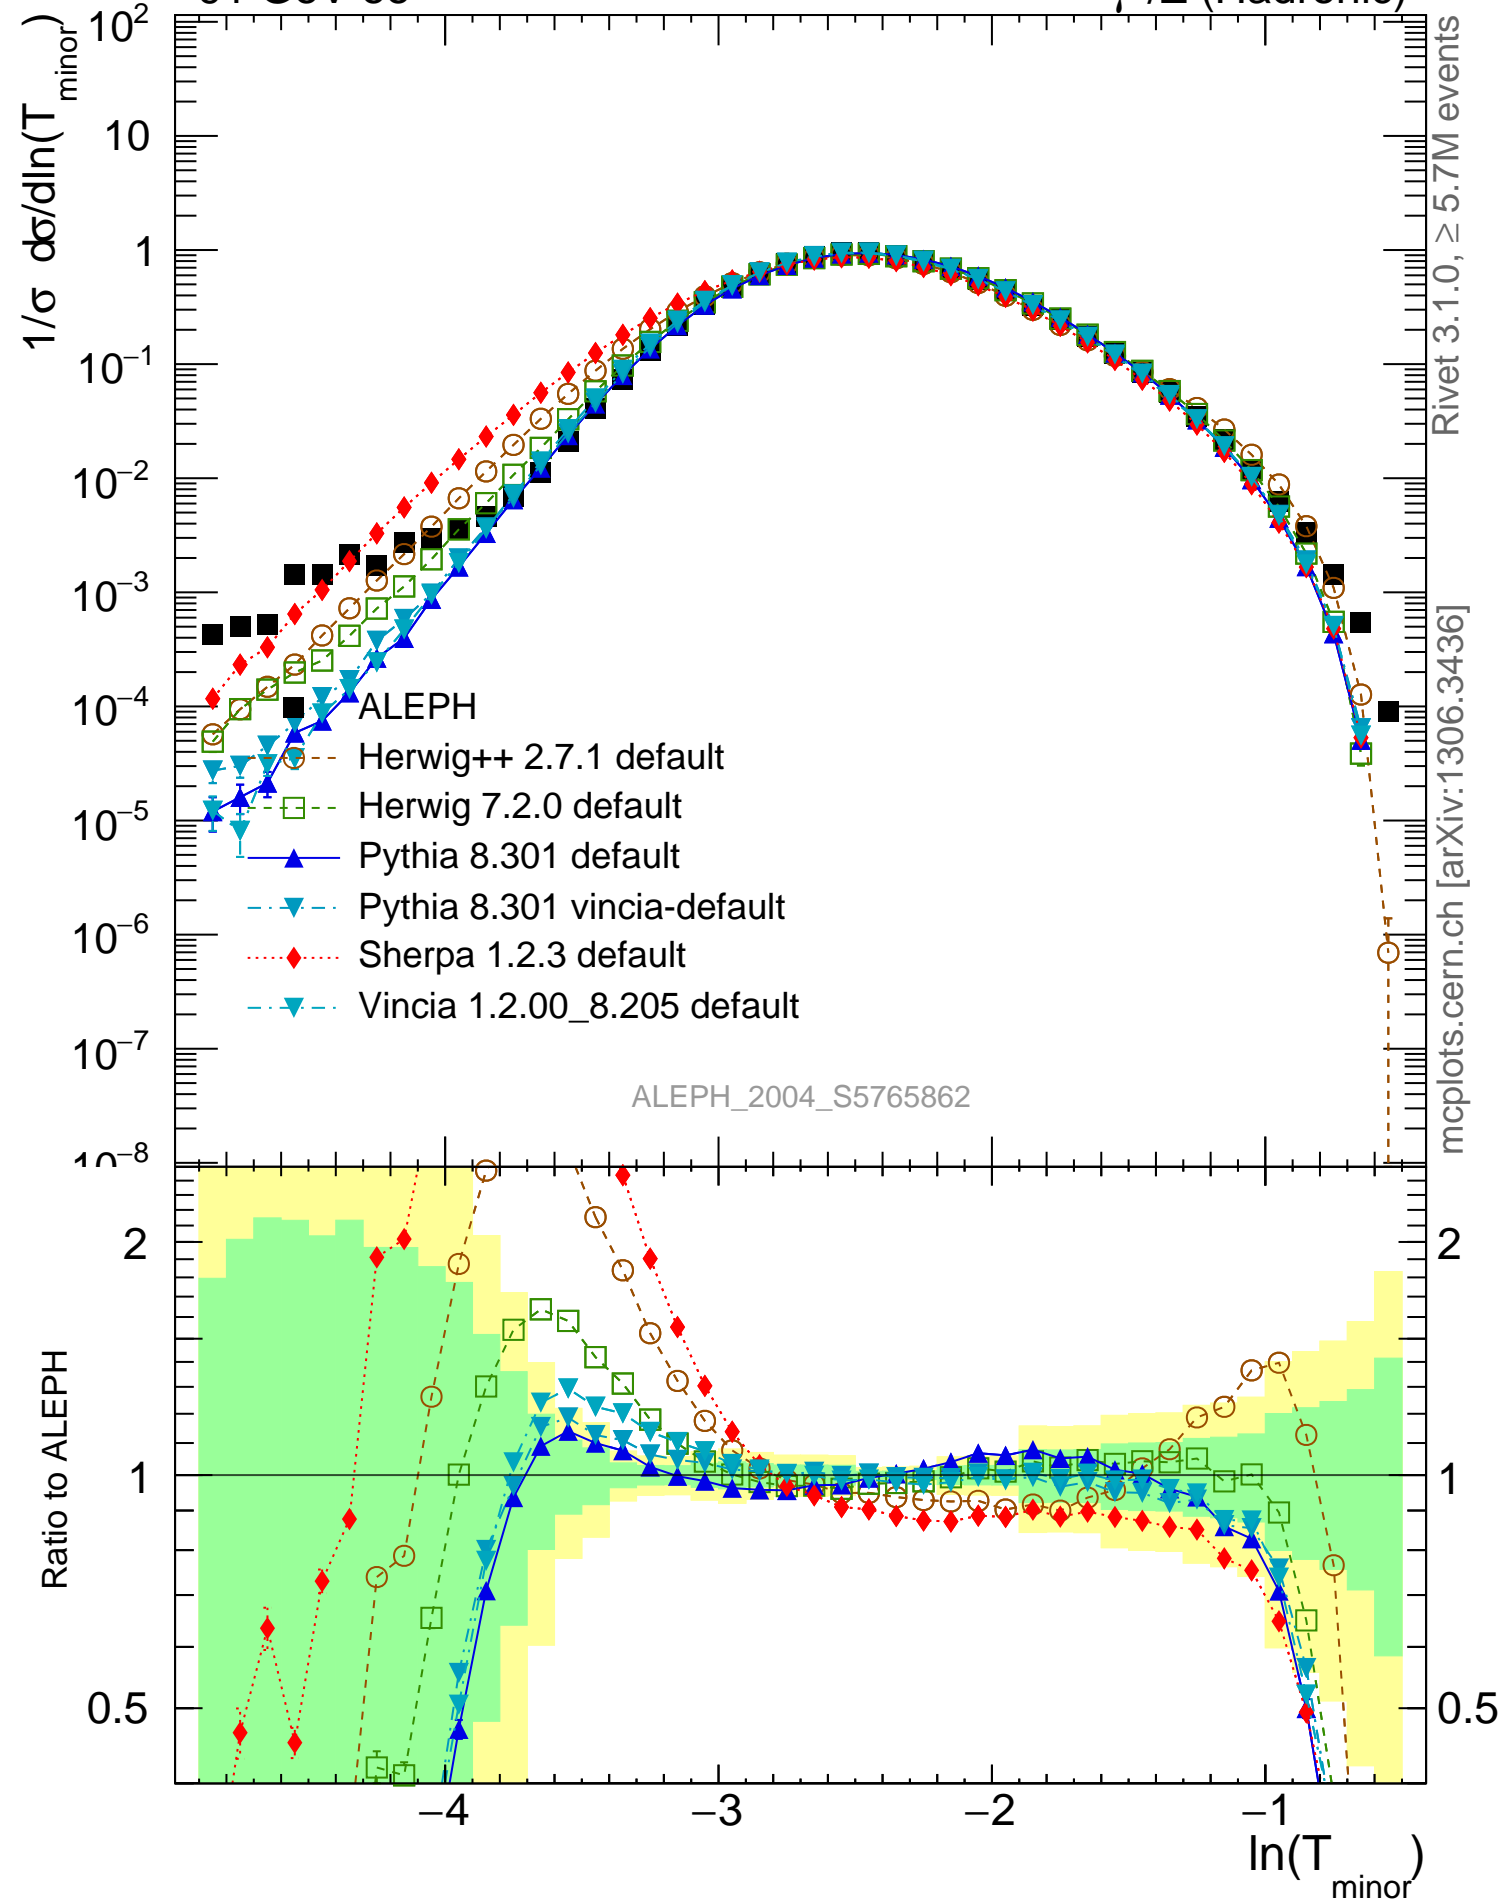 10²
10
1
10⁻¹
10⁻²
10⁻³
10⁻⁴
10⁻⁵
10⁻⁶
10⁻⁷
10⁻⁸
1/σ dσ/dln(T_minor)
ALEPH
Herwig++ 2.7.1 default
Herwig 7.2.0 default
Pythia 8.301 default
Pythia 8.301 vincia-default
Sherpa 1.2.3 default
Vincia 1.2.00_8.205 default
ALEPH_2004_S5765862
Rivet 3.1.0, ≥ 5.7M events
mcplots.cern.ch [arXiv:1306.3436]
Ratio to ALEPH
2
1
0.5
2
1
0.5
−4 −3 −2 −1
ln(T_minor)